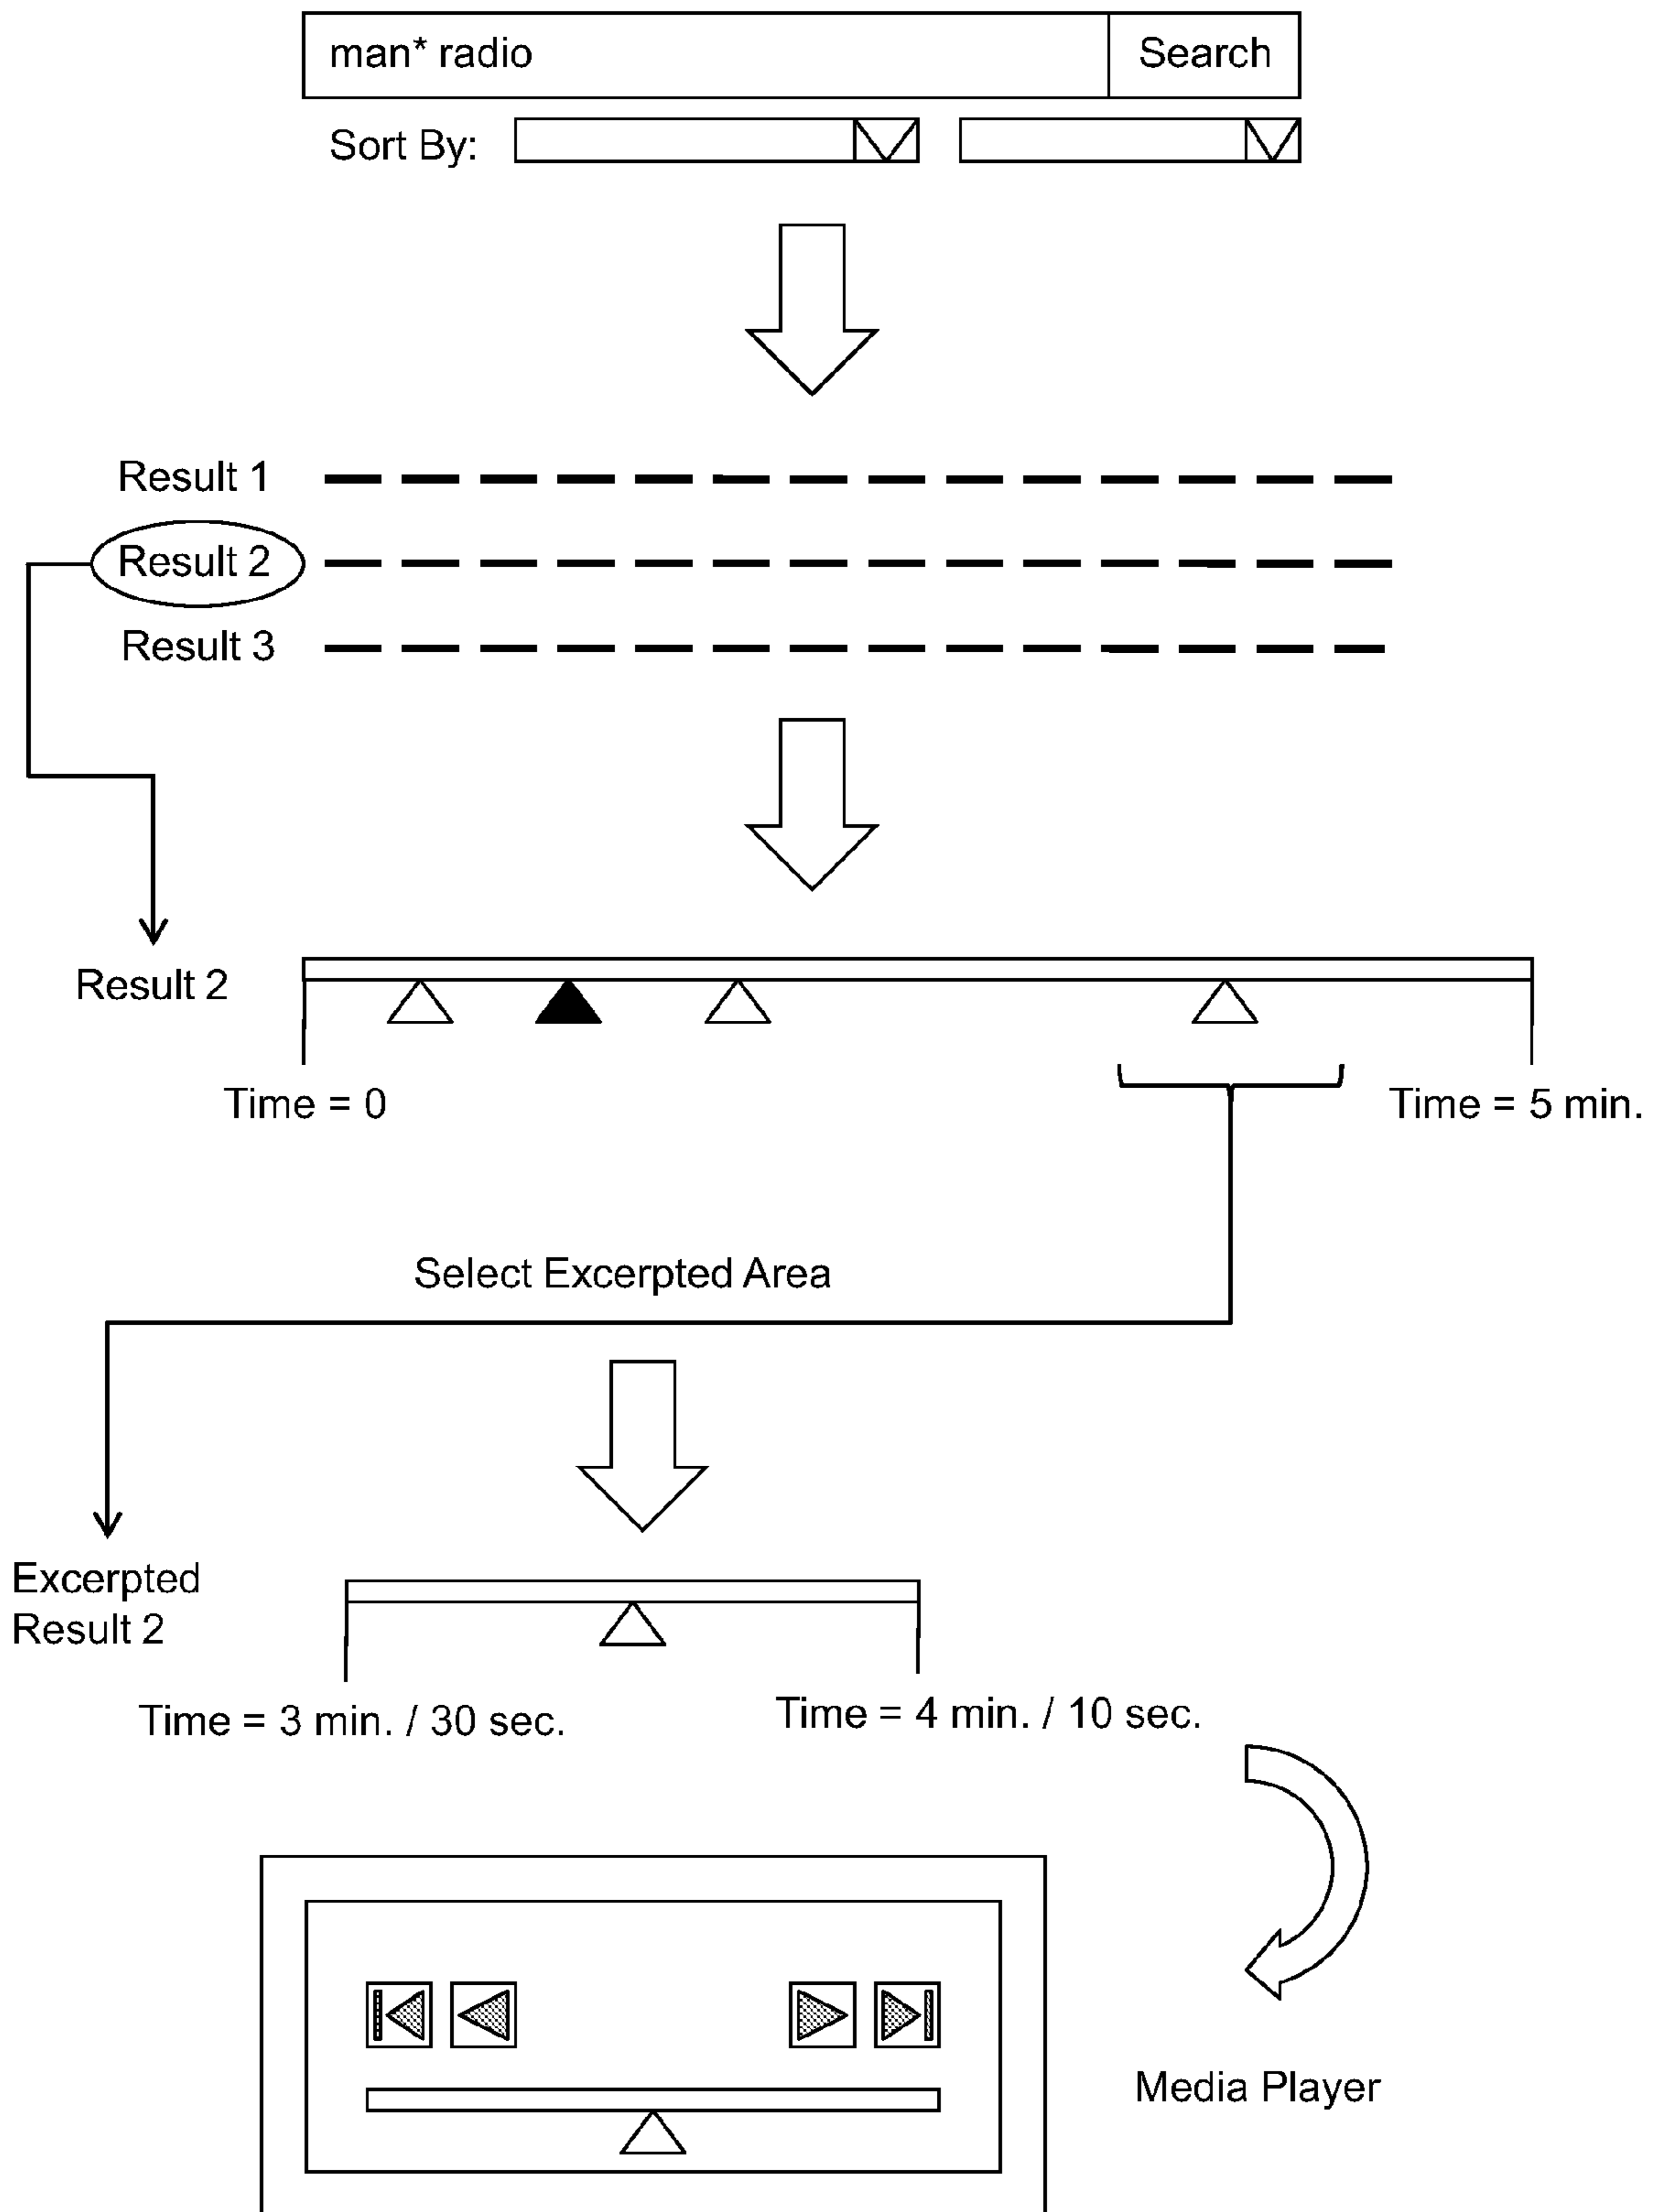 man* radio
Search
Sort By:
Result 1
Result 2
Result 3
Result 2
Time = 0
Time = 5 min.
Select Excerpted Area
Excerpted
Result 2
Time = 3 min. / 30 sec.
Time = 4 min. / 10 sec.
Media Player